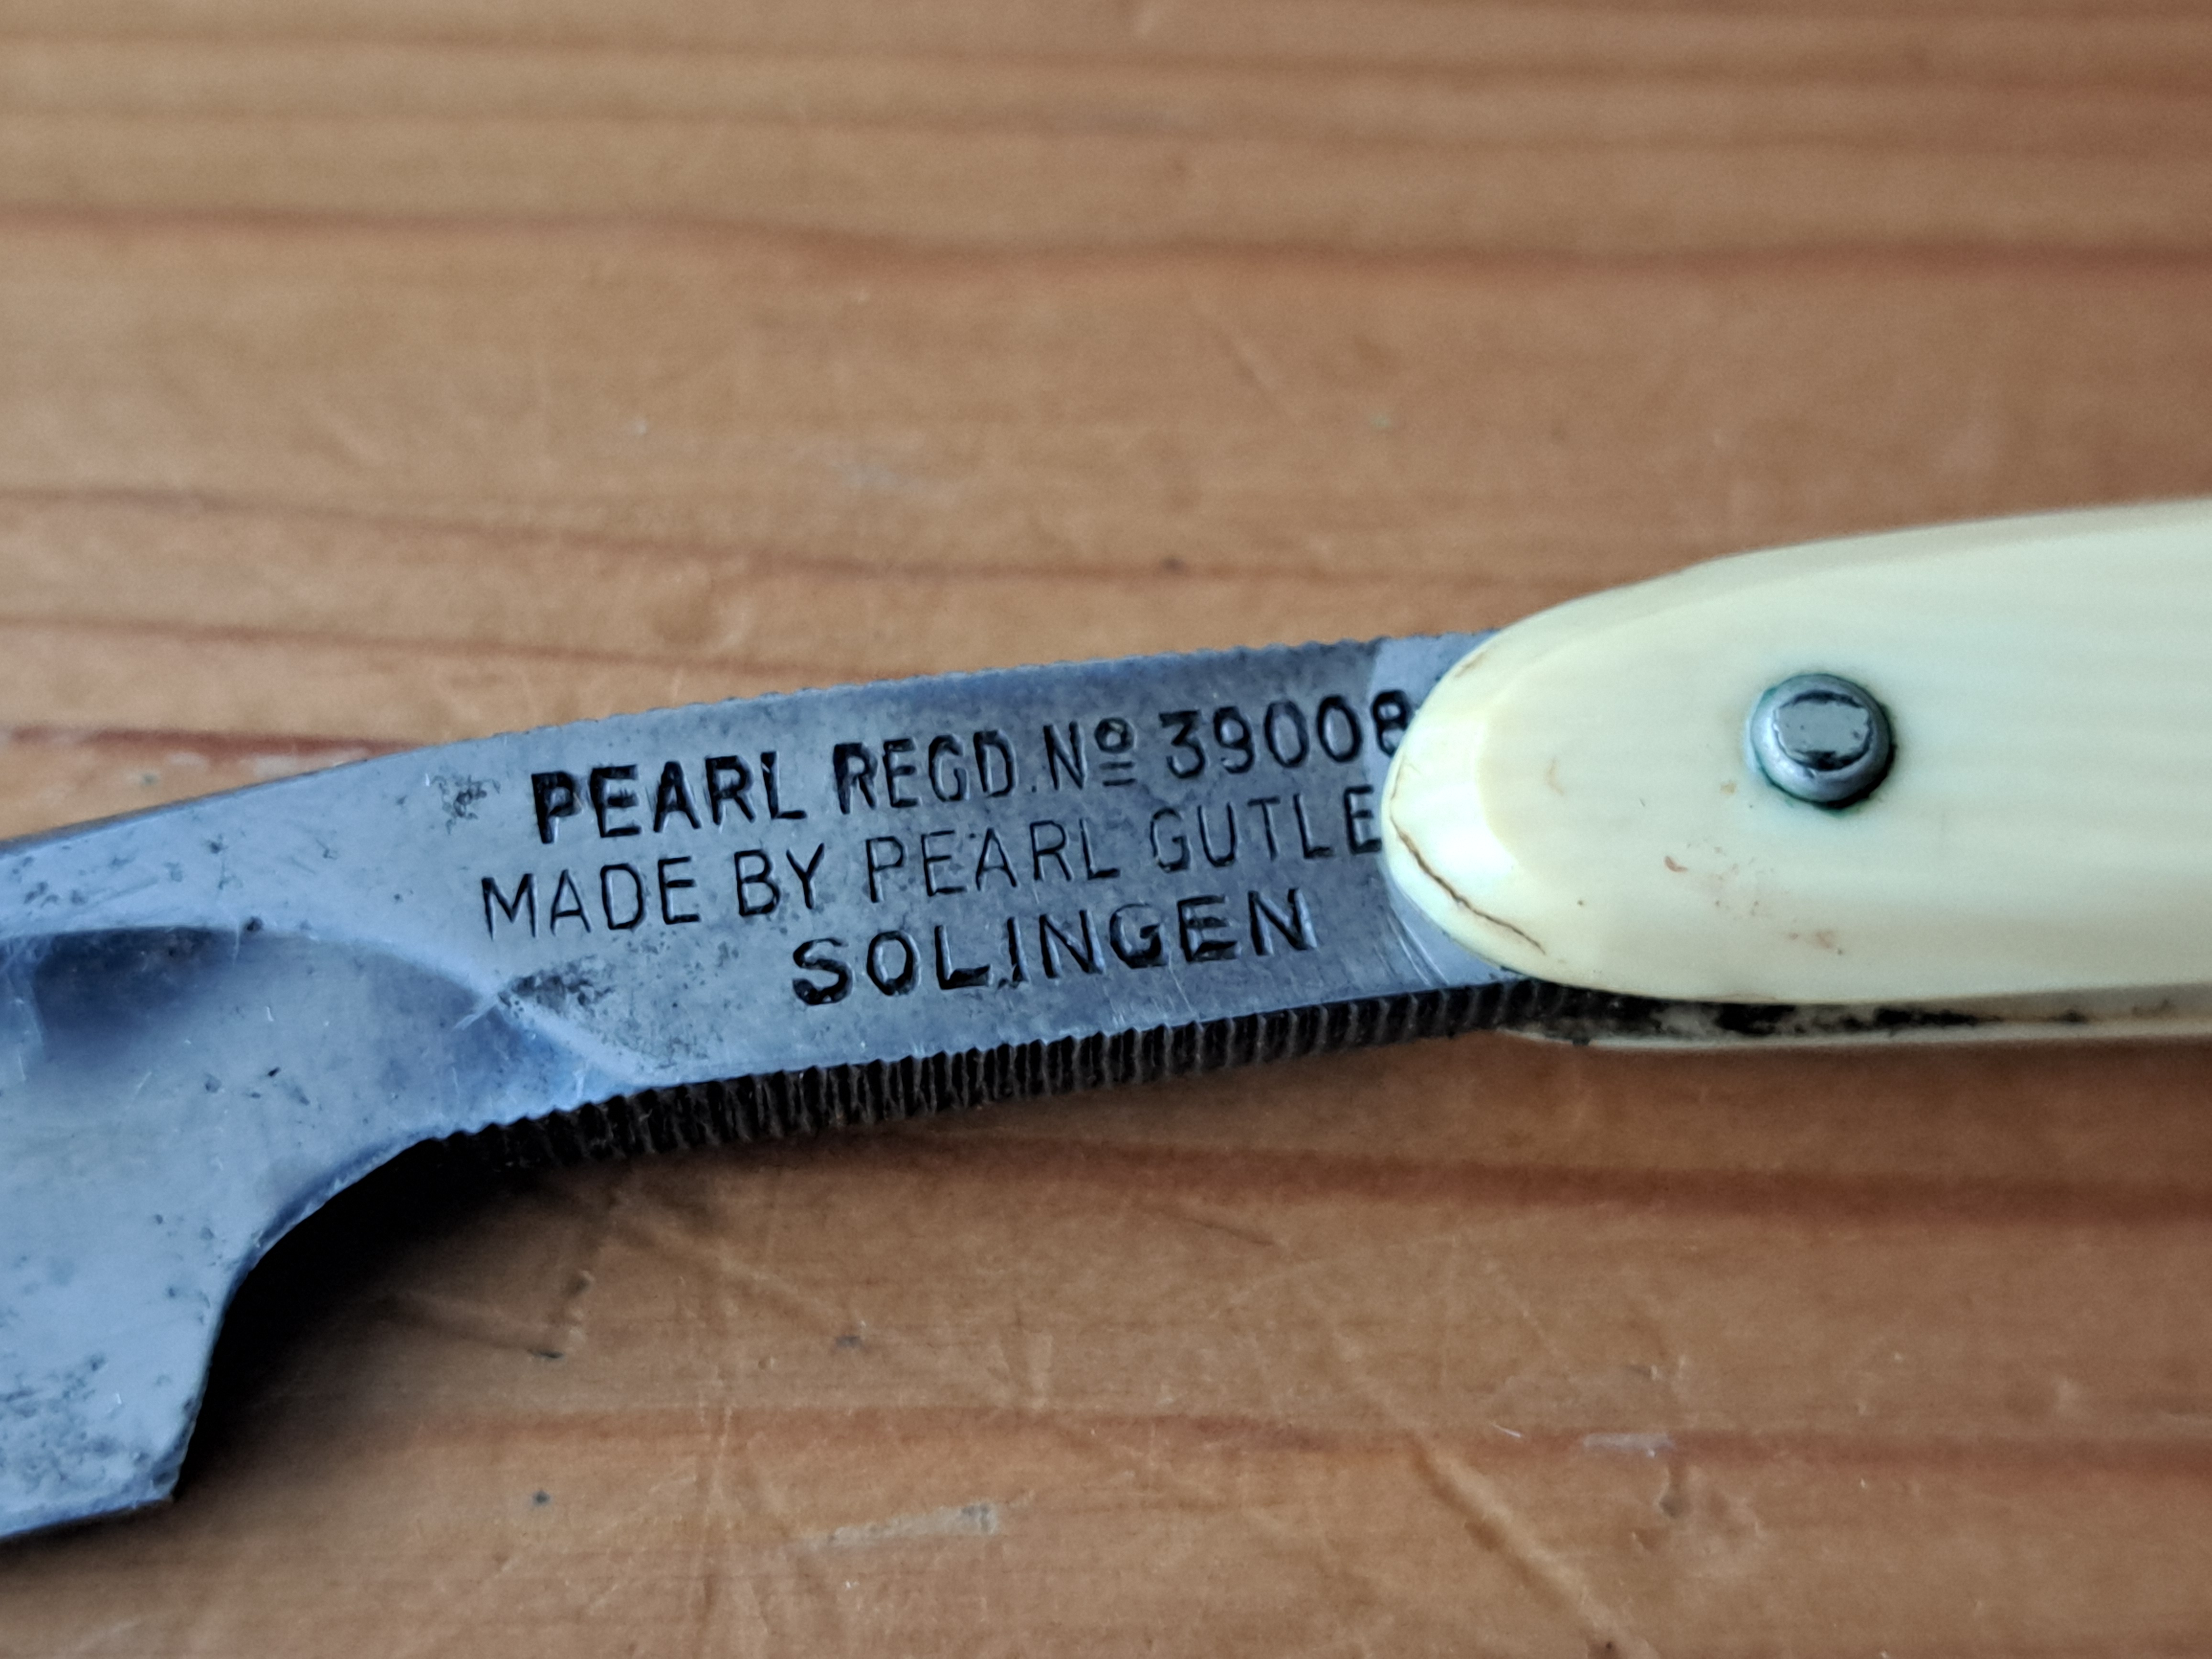 PEARL REGD. Nº 39008
MADE BY PEARL GUTLE
SOLINGEN